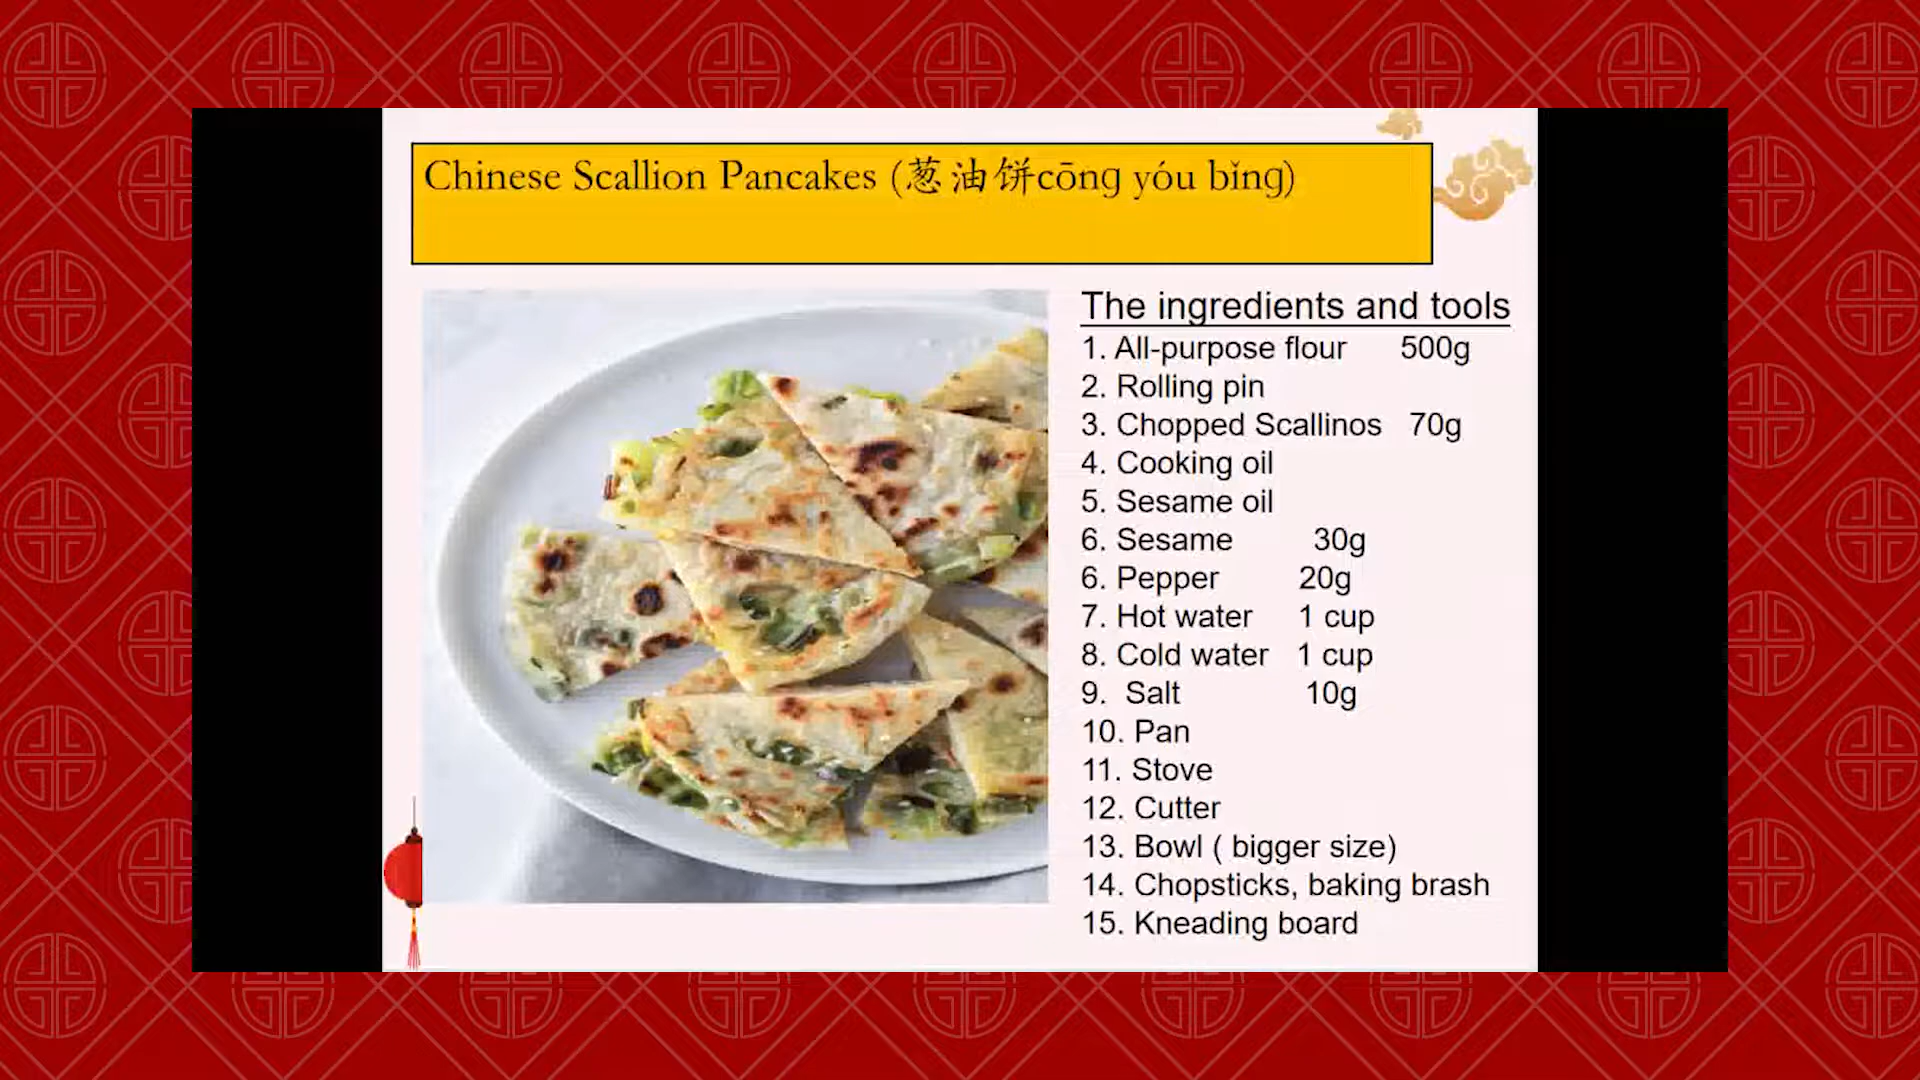 Chinese Scallion Pancakes (葱油饼cōng yóu bǐng)
The ingredients and tools
1. All-purpose flour 500g
2. Rolling pin
3. Chopped Scallinos 70g
4. Cooking oil
5. Sesame oil
6. Sesame 30g
6. Pepper 20g
7. Hot water 1 cup
8. Cold water 1 cup
9. Salt 10g
10. Pan
11. Stove
12. Cutter
13. Bowl ( bigger size)
14. Chopsticks, baking brash
15. Kneading board